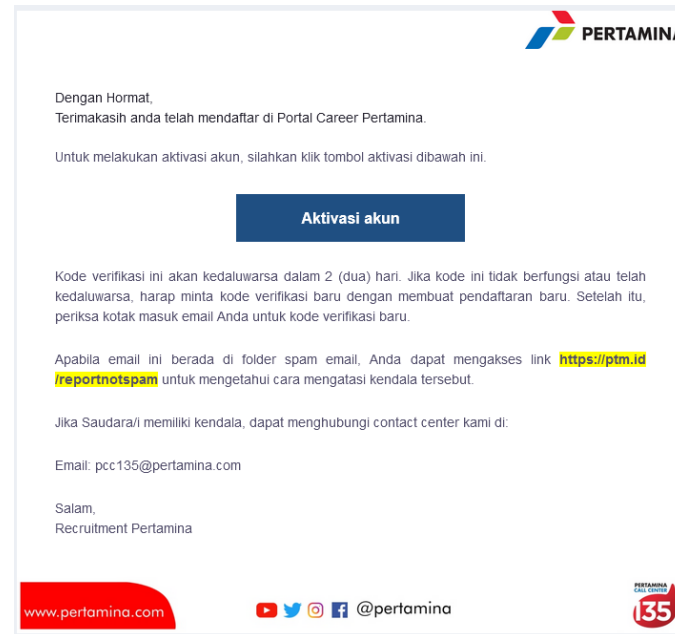 PERTAMINA
Dengan Hormat,
Terimakasih anda telah mendaftar di Portal Career Pertamina.
Untuk melakukan aktivasi akun, silahkan klik tombol aktivasi dibawah ini.
Aktivasi akun
Kode verifikasi ini akan kedaluwarsa dalam 2 (dua) hari. Jika kode ini tidak berfungsi atau telah
kedaluwarsa, harap minta kode verifikasi baru dengan membuat pendaftaran baru. Setelah itu,
periksa kotak masuk email Anda untuk kode verifikasi baru.
Apabila email ini berada di folder spam email, Anda dapat mengakses link https://ptm.id
/reportnotspam untuk mengetahui cara mengatasi kendala tersebut.
Jika Saudara/i memiliki kendala, dapat menghubungi contact center kami di:
Email: pcc135@pertamina.com
Salam,
Recruitment Pertamina
www.pertamina.com
@pertamina
PERTAMINA
CALL CENTER
135